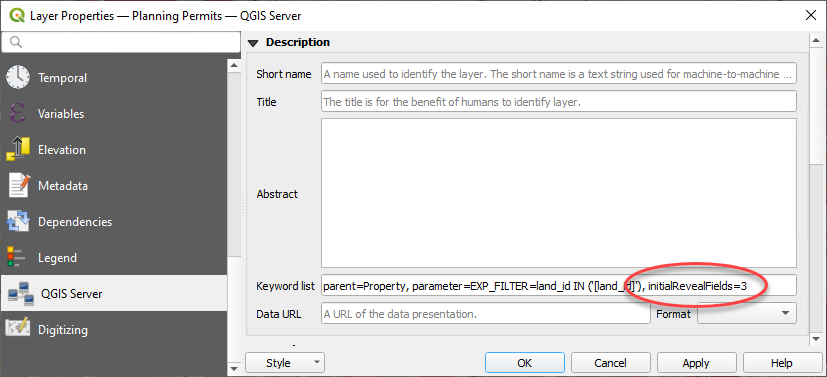 Layer Properties — Planning Permits — QGIS Server
Temporal
Variables
Elevation
Metadata
Dependencies
Legend
QGIS Server
Digitizing
Description
Short name
A name used to identify the layer. The short name is a text string used for machine-to-machine ...
Title
The title is for the benefit of humans to identify layer.
Abstract
Keyword list
parent=Property, parameter=EXP_FILTER=land_id IN ('[land_id]'), initialRevealFields=3
Data URL
A URL of the data presentation.
Format
Style
OK
Cancel
Apply
Help